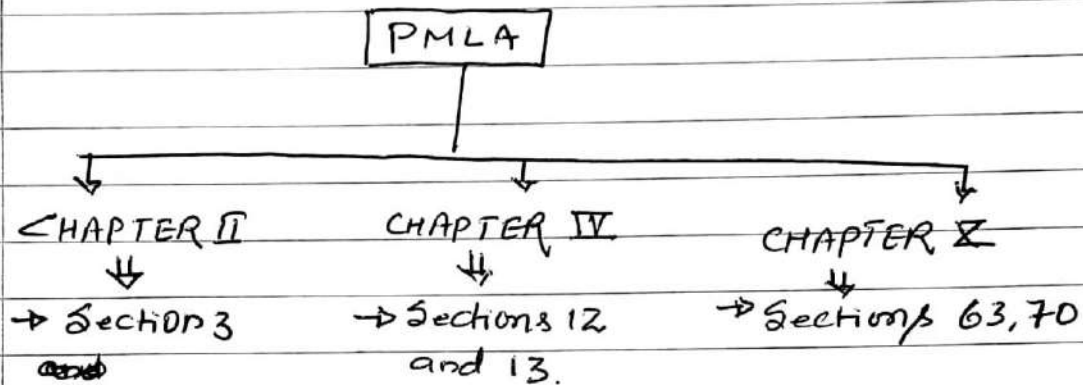 PMLA
CHAPTER II CHAPTER IV CHAPTER X
→ Section 3 → Sections 12 → Sections 63, 70
and 13.